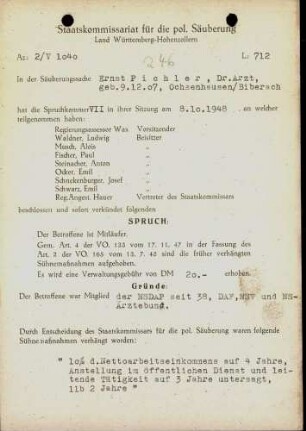 Staatskommissariat für die pol. Säuberung
Land Württemberg-Hohenzollern
Az: 2/V 1040
L: 712
246
In der Säuberungssache: Ernst Pichler, Dr.Arzt,
geb.9.12.07, Ochsenhausen/Biberach
hat die Spruchkammer VII in ihrer Sitzung am 8.10.1948 an welcher
teilgenommen haben:
Regierungsassessor Wax Vorsitzender
Waldner, Ludwig Beisitzer
Munch, Alois "
Fischer, Paul "
Steinacher, Anton "
Ocker, Emil "
Schneckenburger, Josef "
Schwarz, Emil "
Reg.Angest. Hauer Vertreter des Staatskommissars
beschlossen und sofort verkündet folgenden
SPRUCH:
Der Betroffene ist Mitläufer.
Gem. Art. 4 der VO. 133 vom 17. 11. 47 in der Fassung des
Art. 3 der VO. 165 vom 13. 7. 48 sind die früher verhängten
Sühnemaßnahmen aufgehoben.
Es wird eine Verwaltungsgebühr von DM 20.- erhoben.
Gründe:
Der Betroffene war Mitglied der NSDAP seit 38, DAF, NSV und NS-
Ärztebund.
Durch Entscheidung des Staatskommissars für die pol. Säuberung waren folgende
Sühnemaßnahmen verhängt worden:
" 10% d.Nettoarbeitseinkomens auf 4 Jahre,
Anstellung im öffentlichen Dienst und lei-
tende Tätigkeit auf 3 Jahre untersagt,
11b 2 Jahre "